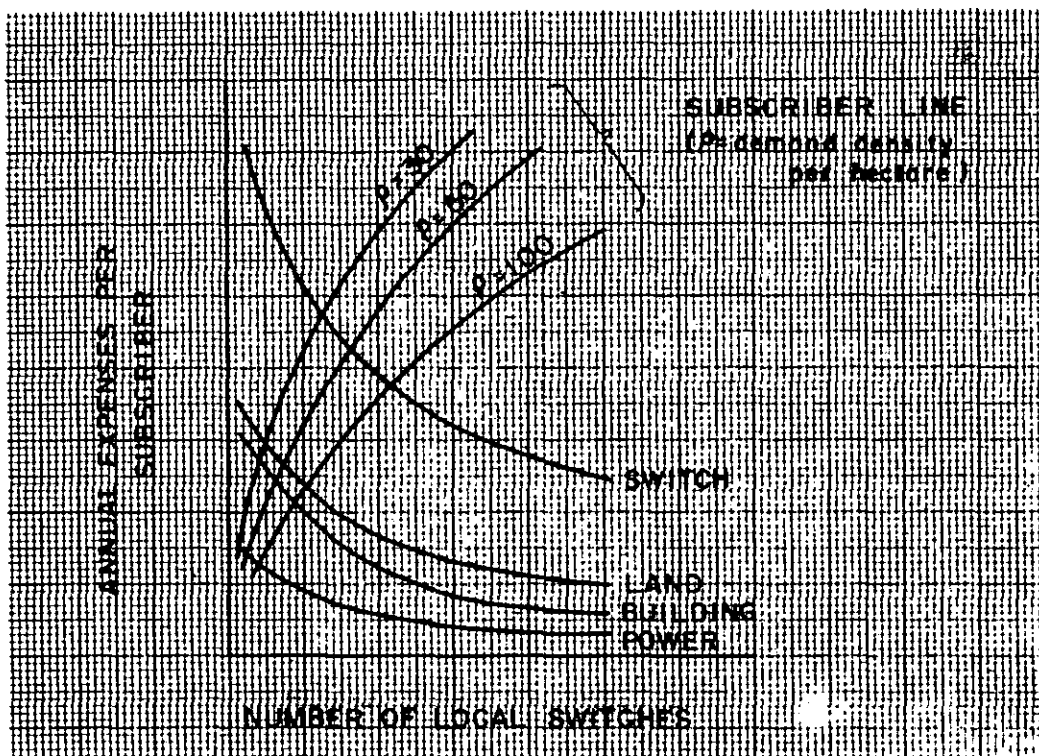 SUBSCRIBER LINE
(P=demand density
per hectare)
P=30
P=60
P=100
ANNUAL EXPENSES PER
SUBSCRIBER
SWITCH
LAND
BUILDING
POWER
NUMBER OF LOCAL SWITCHES